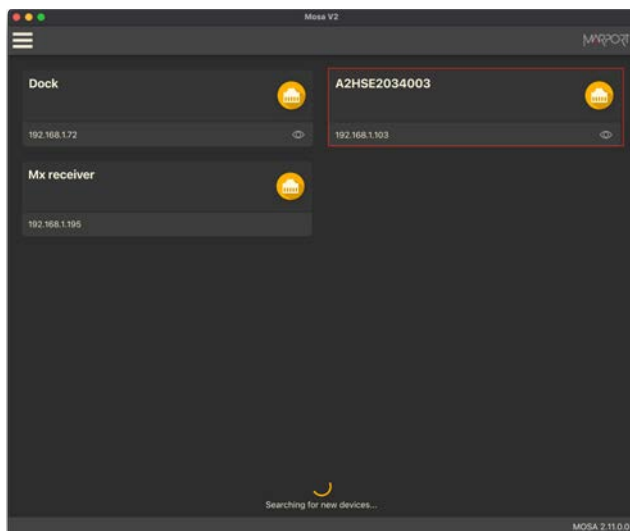 Mosa V2
MARPORT
Dock
192.168.1.72
A2HSE2034003
192.168.1.103
Mx receiver
192.168.1.195
Searching for new devices...
MOSA 2.11.0.0